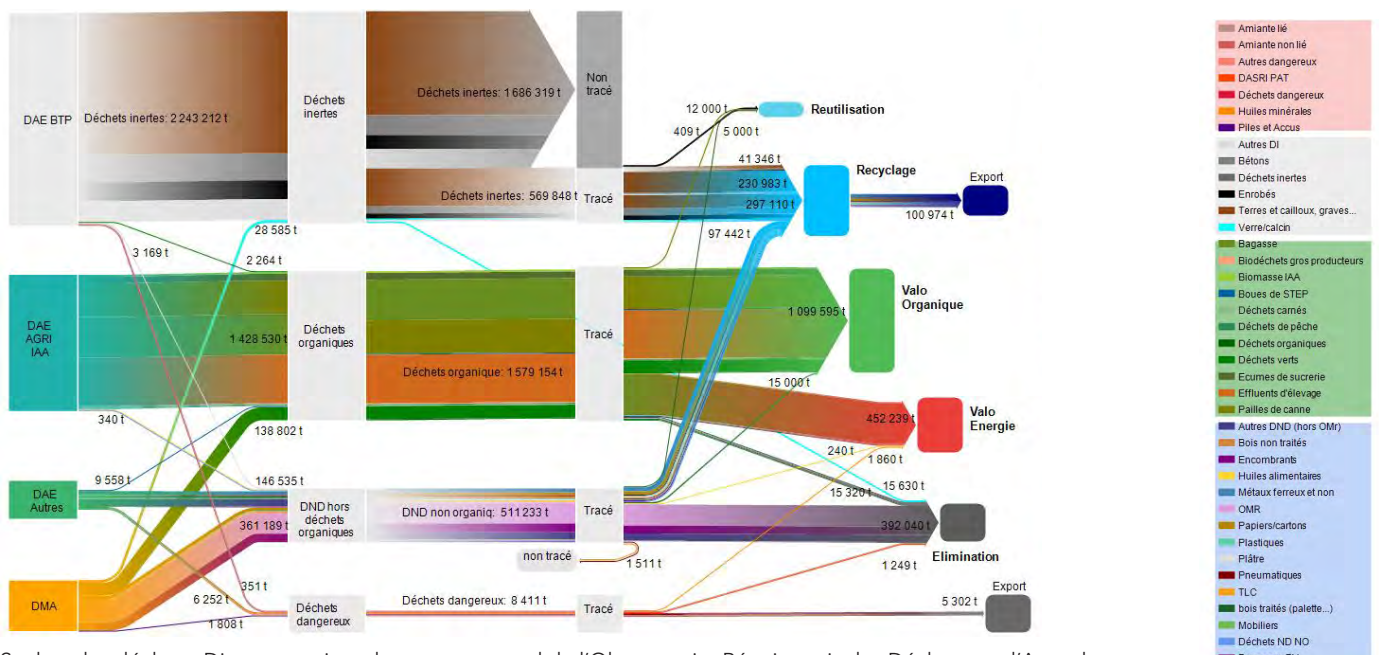 DAE BTP
Déchets inertes: 2 243 212 t
Déchets
inertes
Déchets inertes: 1 686 319 t
Non
tracé
Déchets inertes: 569 848 t
Tracé
12 000 t
409 t
5 000 t
Reutilisation
41 346 t
230 983 t
297 110 t
97 442 t
Recyclage
100 974 t
Export
3 169 t
28 585 t
2 264 t
DAE
AGRI
IAA
1 428 530 t
Déchets
organiques
Déchets organique: 1 579 154 t
Tracé
1 099 595 t
Valo
Organique
15 000 t
452 239 t
Valo
Energie
340 t
138 802 t
240 t
1 860 t
9 558 t
146 535 t
15 320 t
15 630 t
DAE
Autres
361 189 t
DND hors
déchets
organiques
DND non organiq: 511 233 t
Tracé
392 040 t
Elimination
non tracé
1 511 t
1 249 t
DMA
351 t
6 252 t
1 808 t
Déchets
dangereux
Déchets dangereux: 8 411 t
Tracé
5 302 t
Export
Amiante lié
Amiante non lié
Autres dangereux
DASRI PAT
Déchets dangereux
Huiles minérales
Piles et Accus
Autres DI
Bétons
Déchets inertes
Enrobés
Terres et cailloux, graves...
Verre/calcin
Bagasse
Biodéchets gros producteurs
Biomasse IAA
Boues de STEP
Déchets carnés
Déchets de pêche
Déchets organiques
Déchets verts
Ecumes de sucrerie
Effluents d'élevage
Pailles de canne
Autres DND (hors OMr)
Bois non traités
Encombrants
Huiles alimentaires
Métaux ferreux et non
OMR
Papiers/cartons
Plastiques
Plâtre
Pneumatiques
TLC
bois traités (palette...)
Mobiliers
Déchets ND NO